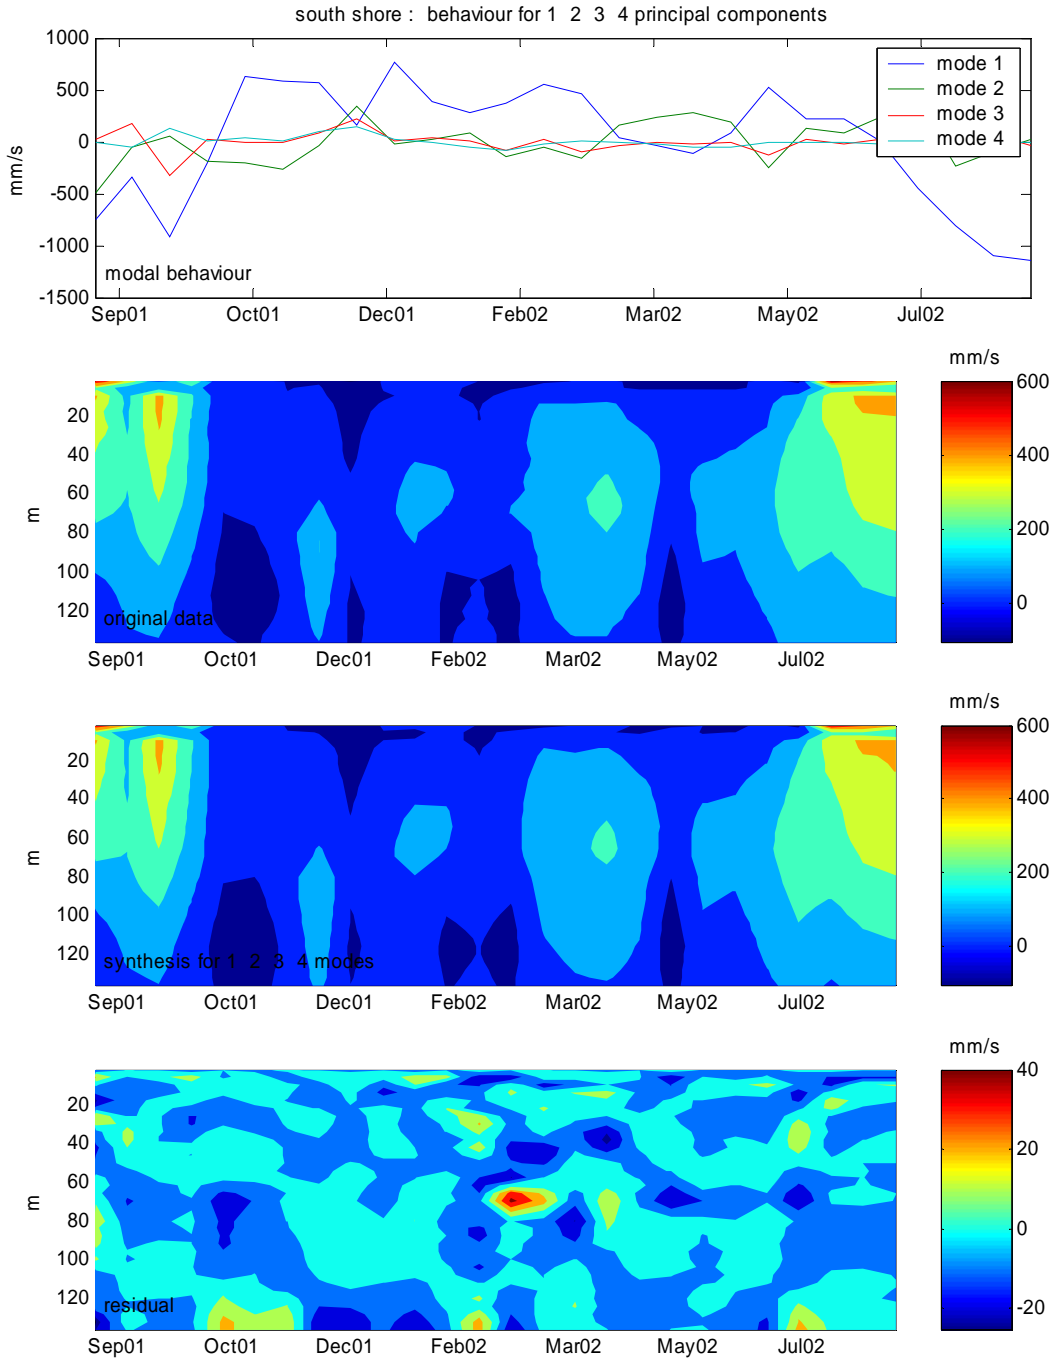 south shore : behaviour for 1 2 3 4 principal components
1000
500
0
-500
-1000
-1500
mm/s
mode 1
mode 2
mode 3
mode 4
modal behaviour
Sep01 Oct01 Dec01 Feb02 Mar02 May02 Jul02
mm/s
20
40
60
80
100
120
m
original data
600
400
200
0
Sep01 Oct01 Dec01 Feb02 Mar02 May02 Jul02
mm/s
20
40
60
80
100
120
m
synthesis for 1 2 3 4 modes
600
400
200
0
Sep01 Oct01 Dec01 Feb02 Mar02 May02 Jul02
mm/s
20
40
60
80
100
120
m
residual
40
20
0
-20
Sep01 Oct01 Dec01 Feb02 Mar02 May02 Jul02